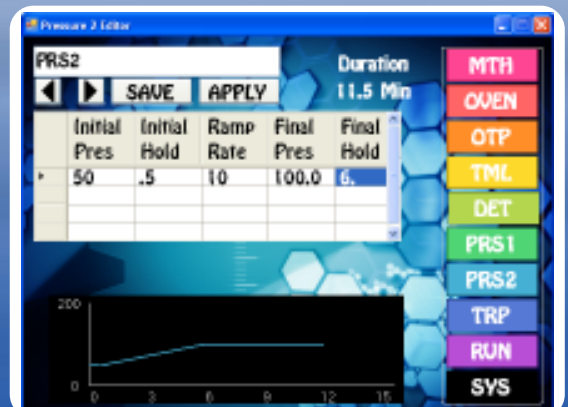 Pressure 2 Editor
PRS2
Duration
11.5 Min
SAVE APPLY
Initial Pres Initial Hold Ramp Rate Final Pres Final Hold
50 .5 10 100.0 6.
200
0
0 3 6 9 12 15
MTH
OVEN
OTP
TML
DET
PRS1
PRS2
TRP
RUN
SYS